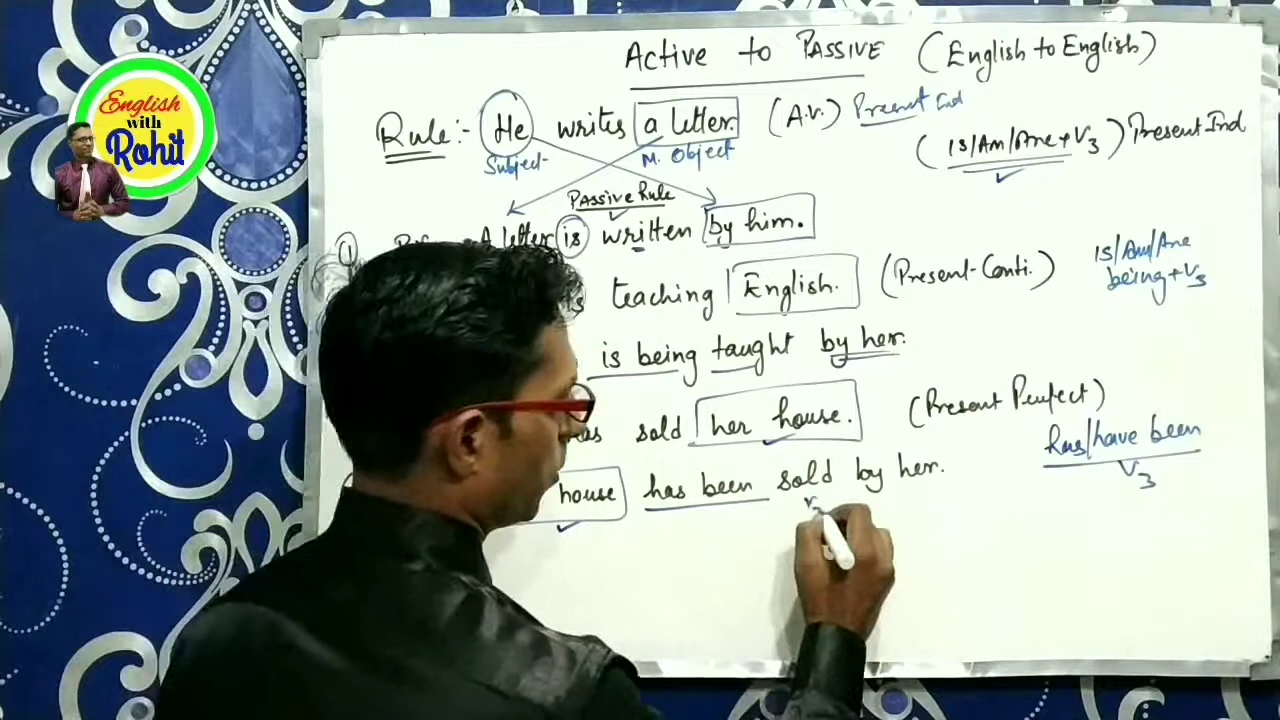 English
with
Rohit
Active to PASSIVE (English to English)
Rule:- He writes a letter. (A.V.) Present Ind
(IS/Am/Are + V3) Present Ind
Subject M. Object
Passive Rule
① A letter is written by him.
teaching English. (Present-Conti.) IS/Am/Are
being + V3
is being taught by her.
sold her house. (Present Perfect)
has/have been
V3
house has been sold by her.